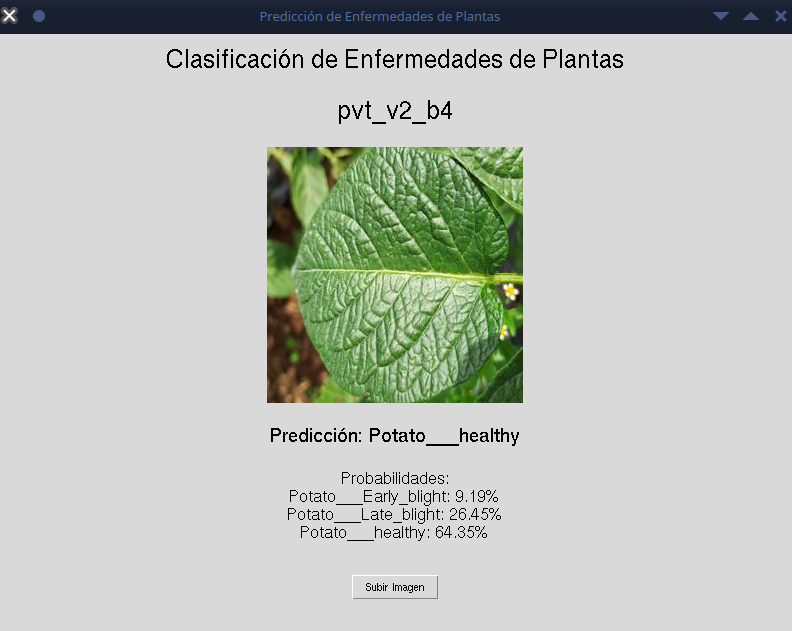 Predicción de Enfermedades de Plantas
Clasificación de Enfermedades de Plantas
pvt_v2_b4
Predicción: Potato___healthy
Probabilidades:
Potato___Early_blight: 9.19%
Potato___Late_blight: 26.45%
Potato___healthy: 64.35%
Subir Imagen